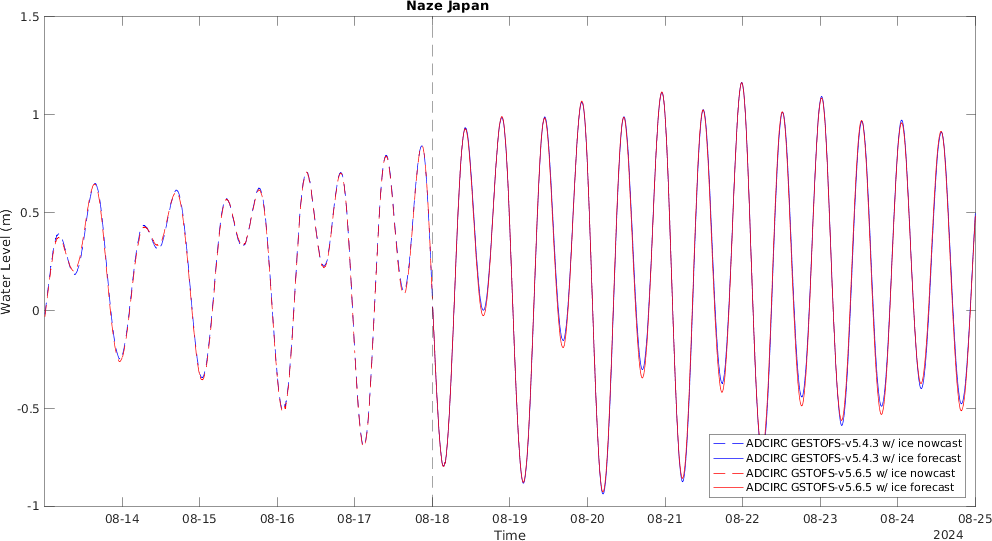 Naze Japan
Water Level (m)
1.5
1
0.5
0
-0.5
-1
08-14 08-15 08-16 08-17 08-18 08-19 08-20 08-21 08-22 08-23 08-24 08-25
Time
2024
ADCIRC GESTOFS-v5.4.3 w/ ice nowcast
ADCIRC GESTOFS-v5.4.3 w/ ice forecast
ADCIRC GSTOFS-v5.6.5 w/ ice nowcast
ADCIRC GSTOFS-v5.6.5 w/ ice forecast